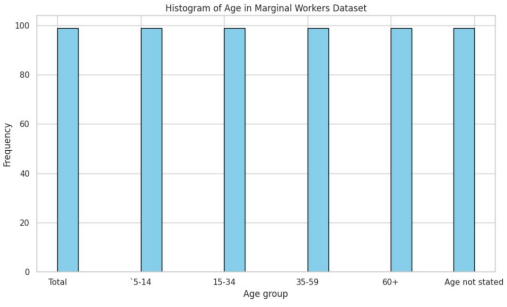 Histogram of Age in Marginal Workers Dataset
100
80
60
40
20
0
Frequency
Total `5-14 15-34 35-59 60+ Age not stated
Age group